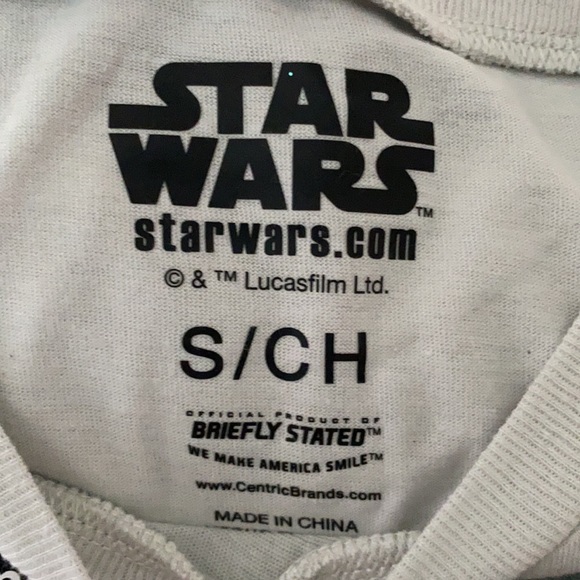 STAR
WARS™
starwars.com
© & ™ Lucasfilm Ltd.
S/CH
OFFICIAL PRODUCT OF
BRIEFLY STATED™
WE MAKE AMERICA SMILE™
www.CentricBrands.com
MADE IN CHINA